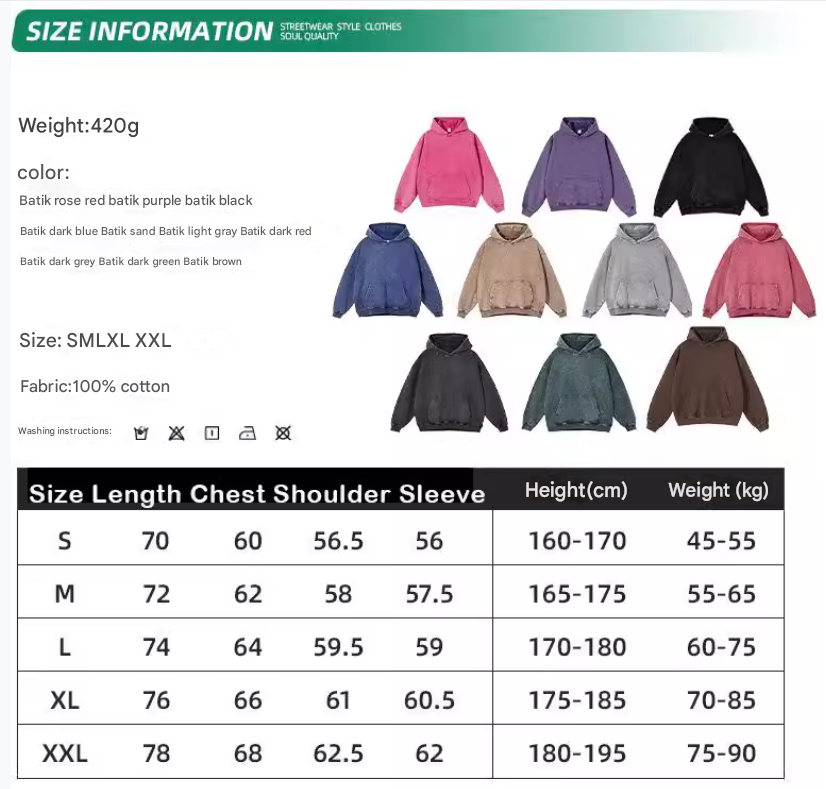 SIZE INFORMATION
STREETWEAR STYLE CLOTHES
SOUL QUALITY
Weight:420g
color:
Batik rose red batik purple batik black
Batik dark blue Batik sand Batik light gray Batik dark red
Batik dark grey Batik dark green Batik brown
Size: SMLXL XXL
Fabric:100% cotton
Washing instructions:
Size Length Chest Shoulder Sleeve Height(cm) Weight (kg)
S 70 60 56.5 56 160-170 45-55
M 72 62 58 57.5 165-175 55-65
L 74 64 59.5 59 170-180 60-75
XL 76 66 61 60.5 175-185 70-85
XXL 78 68 62.5 62 180-195 75-90